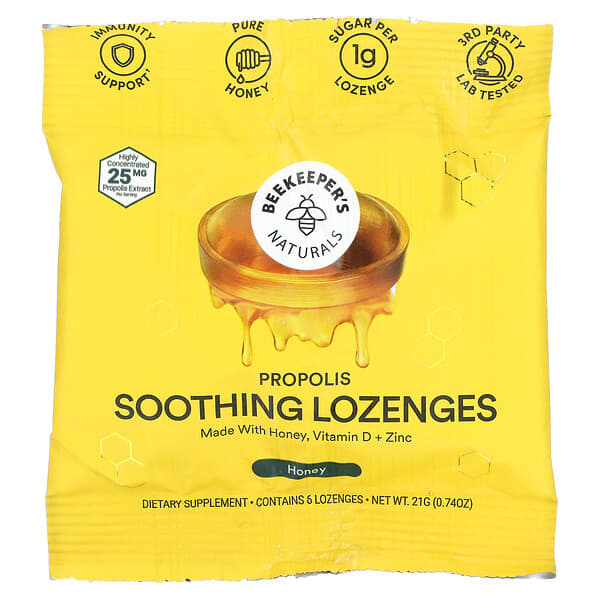 IMMUNITY
SUPPORT†
PURE
HONEY
SUGAR PER
1g
LOZENGE
3RD PARTY
LAB TESTED
Highly
Concentrated
25 MG
Propolis Extract
Per Serving
BEEKEEPER'S
NATURALS
PROPOLIS
SOOTHING LOZENGES
Made With Honey, Vitamin D + Zinc
Honey
DIETARY SUPPLEMENT • CONTAINS 6 LOZENGES • NET WT. 21G (0.74OZ)